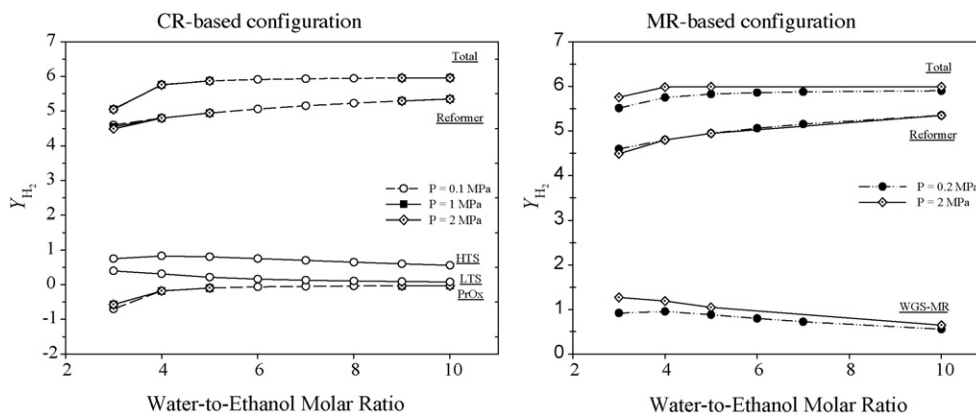 CR-based configuration
7
6
5
4
3
2
1
0
-1
-2
Y H₂
Total
Reformer
P = 0.1 MPa
P = 1 MPa
P = 2 MPa
HTS
LTS
PrOx
2 4 6 8 10
Water-to-Ethanol Molar Ratio
MR-based configuration
7
6
5
4
3
2
1
0
Y H₂
Total
Reformer
P = 0.2 MPa
P = 2 MPa
WGS-MR
2 4 6 8 10
Water-to-Ethanol Molar Ratio